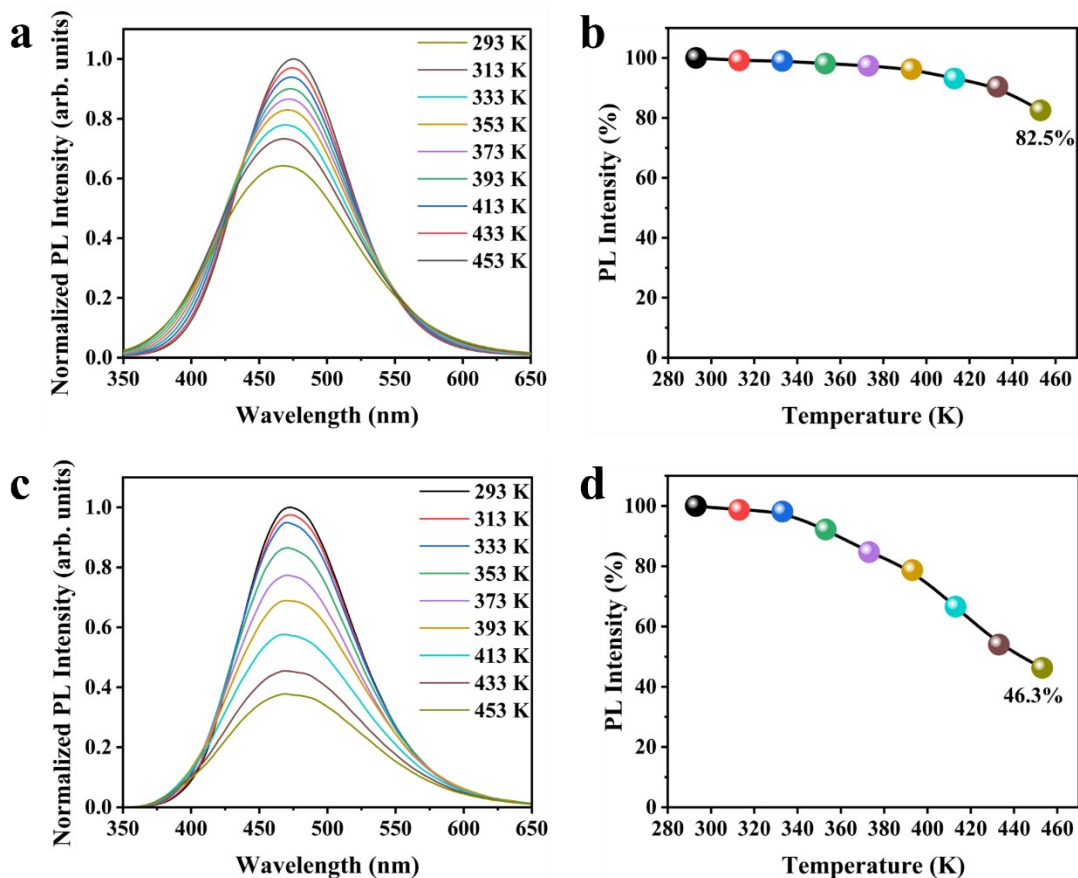 a
Normalized PL Intensity (arb. units)
1.0
0.8
0.6
0.4
0.2
0.0
350 400 450 500 550 600 650
Wavelength (nm)
293 K
313 K
333 K
353 K
373 K
393 K
413 K
433 K
453 K
b
PL Intensity (%)
100
80
60
40
20
0
280 300 320 340 360 380 400 420 440 460
Temperature (K)
82.5%
c
Normalized PL Intensity (arb. units)
1.0
0.8
0.6
0.4
0.2
0.0
350 400 450 500 550 600 650
Wavelength (nm)
293 K
313 K
333 K
353 K
373 K
393 K
413 K
433 K
453 K
d
PL Intensity (%)
100
80
60
40
20
0
280 300 320 340 360 380 400 420 440 460
Temperature (K)
46.3%